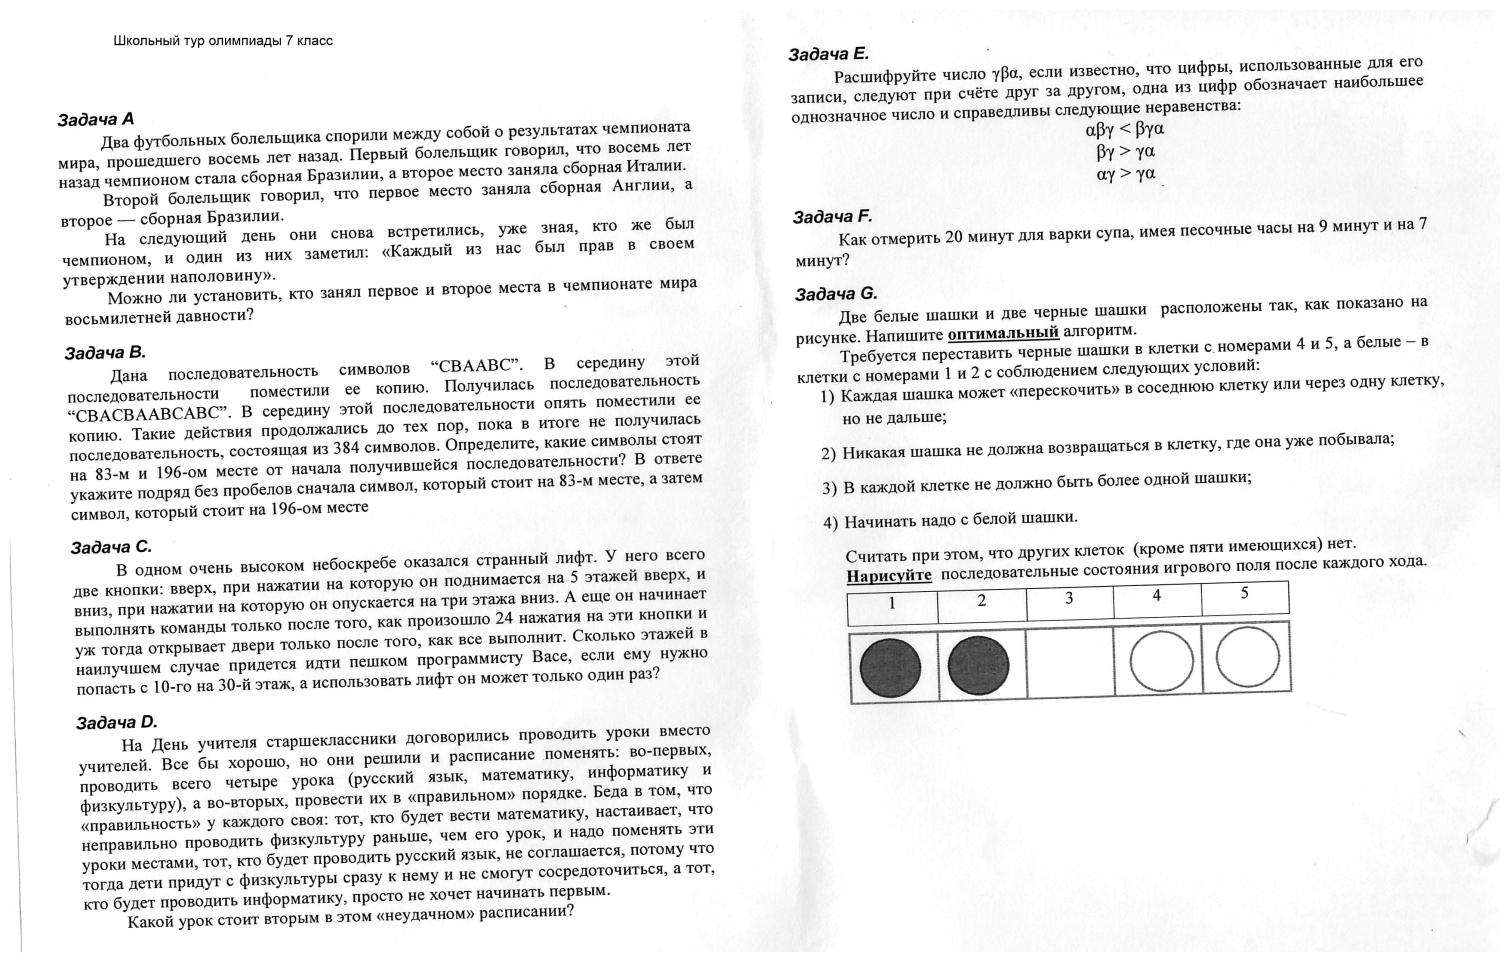 Школьный тур олимпиады 7 класс
Задача A
Два футбольных болельщика спорили между собой о результатах чемпионата
мира, прошедшего восемь лет назад. Первый болельщик говорил, что восемь лет
назад чемпионом стала сборная Бразилии, а второе место заняла сборная Италии.
Второй болельщик говорил, что первое место заняла сборная Англии, а
второе — сборная Бразилии.
На следующий день они снова встретились, уже зная, кто же был
чемпионом, и один из них заметил: «Каждый из нас был прав в своем
утверждении наполовину».
Можно ли установить, кто занял первое и второе места в чемпионате мира
восьмилетней давности?
Задача B.
Дана последовательность символов “CBAABC”. В середину этой
последовательности поместили ее копию. Получилась последовательность
“CBACBAABCABC”. В середину этой последовательности опять поместили ее
копию. Такие действия продолжались до тех пор, пока в итоге не получилась
последовательность, состоящая из 384 символов. Определите, какие символы стоят
на 83-м и 196-ом месте от начала получившейся последовательности? В ответе
укажите подряд без пробелов сначала символ, который стоит на 83-м месте, а затем
символ, который стоит на 196-ом месте
Задача C.
В одном очень высоком небоскребе оказался странный лифт. У него всего
две кнопки: вверх, при нажатии на которую он поднимается на 5 этажей вверх, и
вниз, при нажатии на которую он опускается на три этажа вниз. А еще он начинает
выполнять команды только после того, как произошло 24 нажатия на эти кнопки и
уж тогда открывает двери только после того, как все выполнит. Сколько этажей в
наилучшем случае придется идти пешком программисту Васе, если ему нужно
попасть с 10-го на 30-й этаж, а использовать лифт он может только один раз?
Задача D.
На День учителя старшеклассники договорились проводить уроки вместо
учителей. Все бы хорошо, но они решили и расписание поменять: во-первых,
проводить всего четыре урока (русский язык, математику, информатику и
физкультуру), а во-вторых, провести их в «правильном» порядке. Беда в том, что
«правильность» у каждого своя: тот, кто будет вести математику, настаивает, что
неправильно проводить физкультуру раньше, чем его урок, и надо поменять эти
уроки местами, тот, кто будет проводить русский язык, не соглашается, потому что
тогда дети придут с физкультуры сразу к нему и не смогут сосредоточиться, а тот,
кто будет проводить информатику, просто не хочет начинать первым.
Какой урок стоит вторым в этом «неудачном» расписании?
Задача E.
Расшифруйте число γβα, если известно, что цифры, использованные для его
записи, следуют при счёте друг за другом, одна из цифр обозначает наибольшее
однозначное число и справедливы следующие неравенства:
αβγ < βγα
βγ > γα
αγ > γα
Задача F.
Как отмерить 20 минут для варки супа, имея песочные часы на 9 минут и на 7
минут?
Задача G.
Две белые шашки и две черные шашки расположены так, как показано на
рисунке. Напишите оптимальный алгоритм.
Требуется переставить черные шашки в клетки с номерами 4 и 5, а белые – в
клетки с номерами 1 и 2 с соблюдением следующих условий:
1) Каждая шашка может «перескочить» в соседнюю клетку или через одну клетку,
но не дальше;
2) Никакая шашка не должна возвращаться в клетку, где она уже побывала;
3) В каждой клетке не должно быть более одной шашки;
4) Начинать надо с белой шашки.
Считать при этом, что других клеток (кроме пяти имеющихся) нет.
Нарисуйте последовательные состояния игрового поля после каждого хода.
1 2 3 4 5